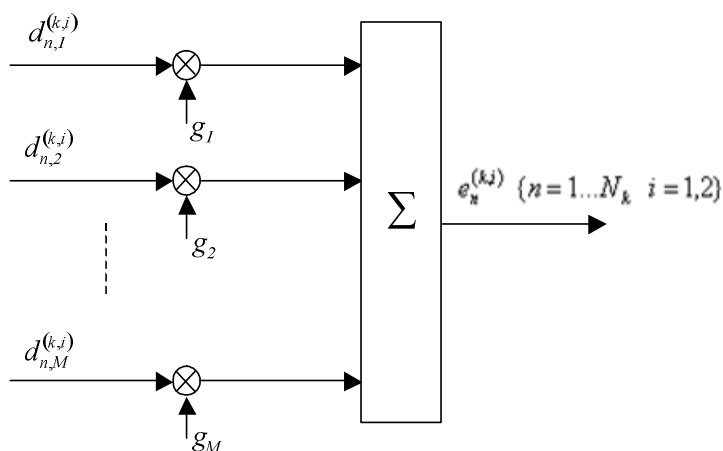 d_{n,1}^{(k,i)}
g_1
d_{n,2}^{(k,i)}
g_2
∑
e_n^{(k,i)} {n = 1...N_k i = 1,2}
d_{n,M}^{(k,i)}
g_M